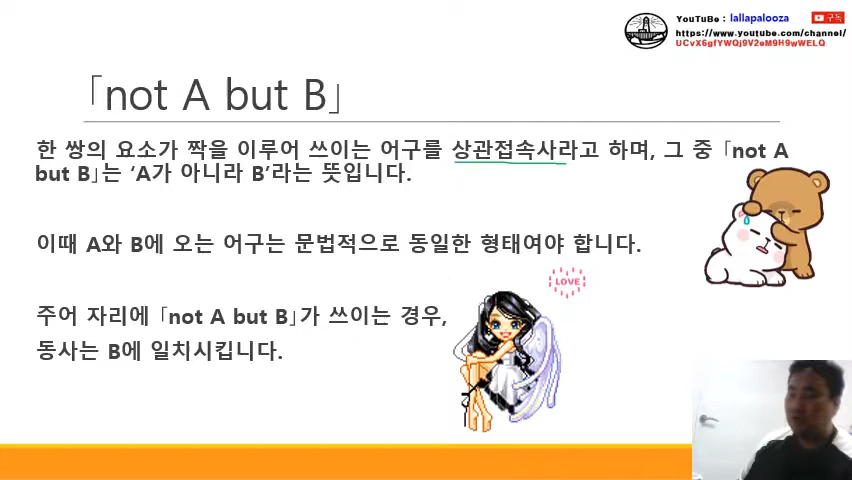 YouTuBe : lallapalooza
구독
https://www.youtube.com/channel/
UCvX6gfYWQj9V2eM9H9wWELQ
「not A but B」
한 쌍의 요소가 짝을 이루어 쓰이는 어구를 상관접속사라고 하며, 그 중 「not A
but B」는 ‘A가 아니라 B’라는 뜻입니다.
이때 A와 B에 오는 어구는 문법적으로 동일한 형태여야 합니다.
LOVE
주어 자리에 「not A but B」가 쓰이는 경우,
동사는 B에 일치시킵니다.